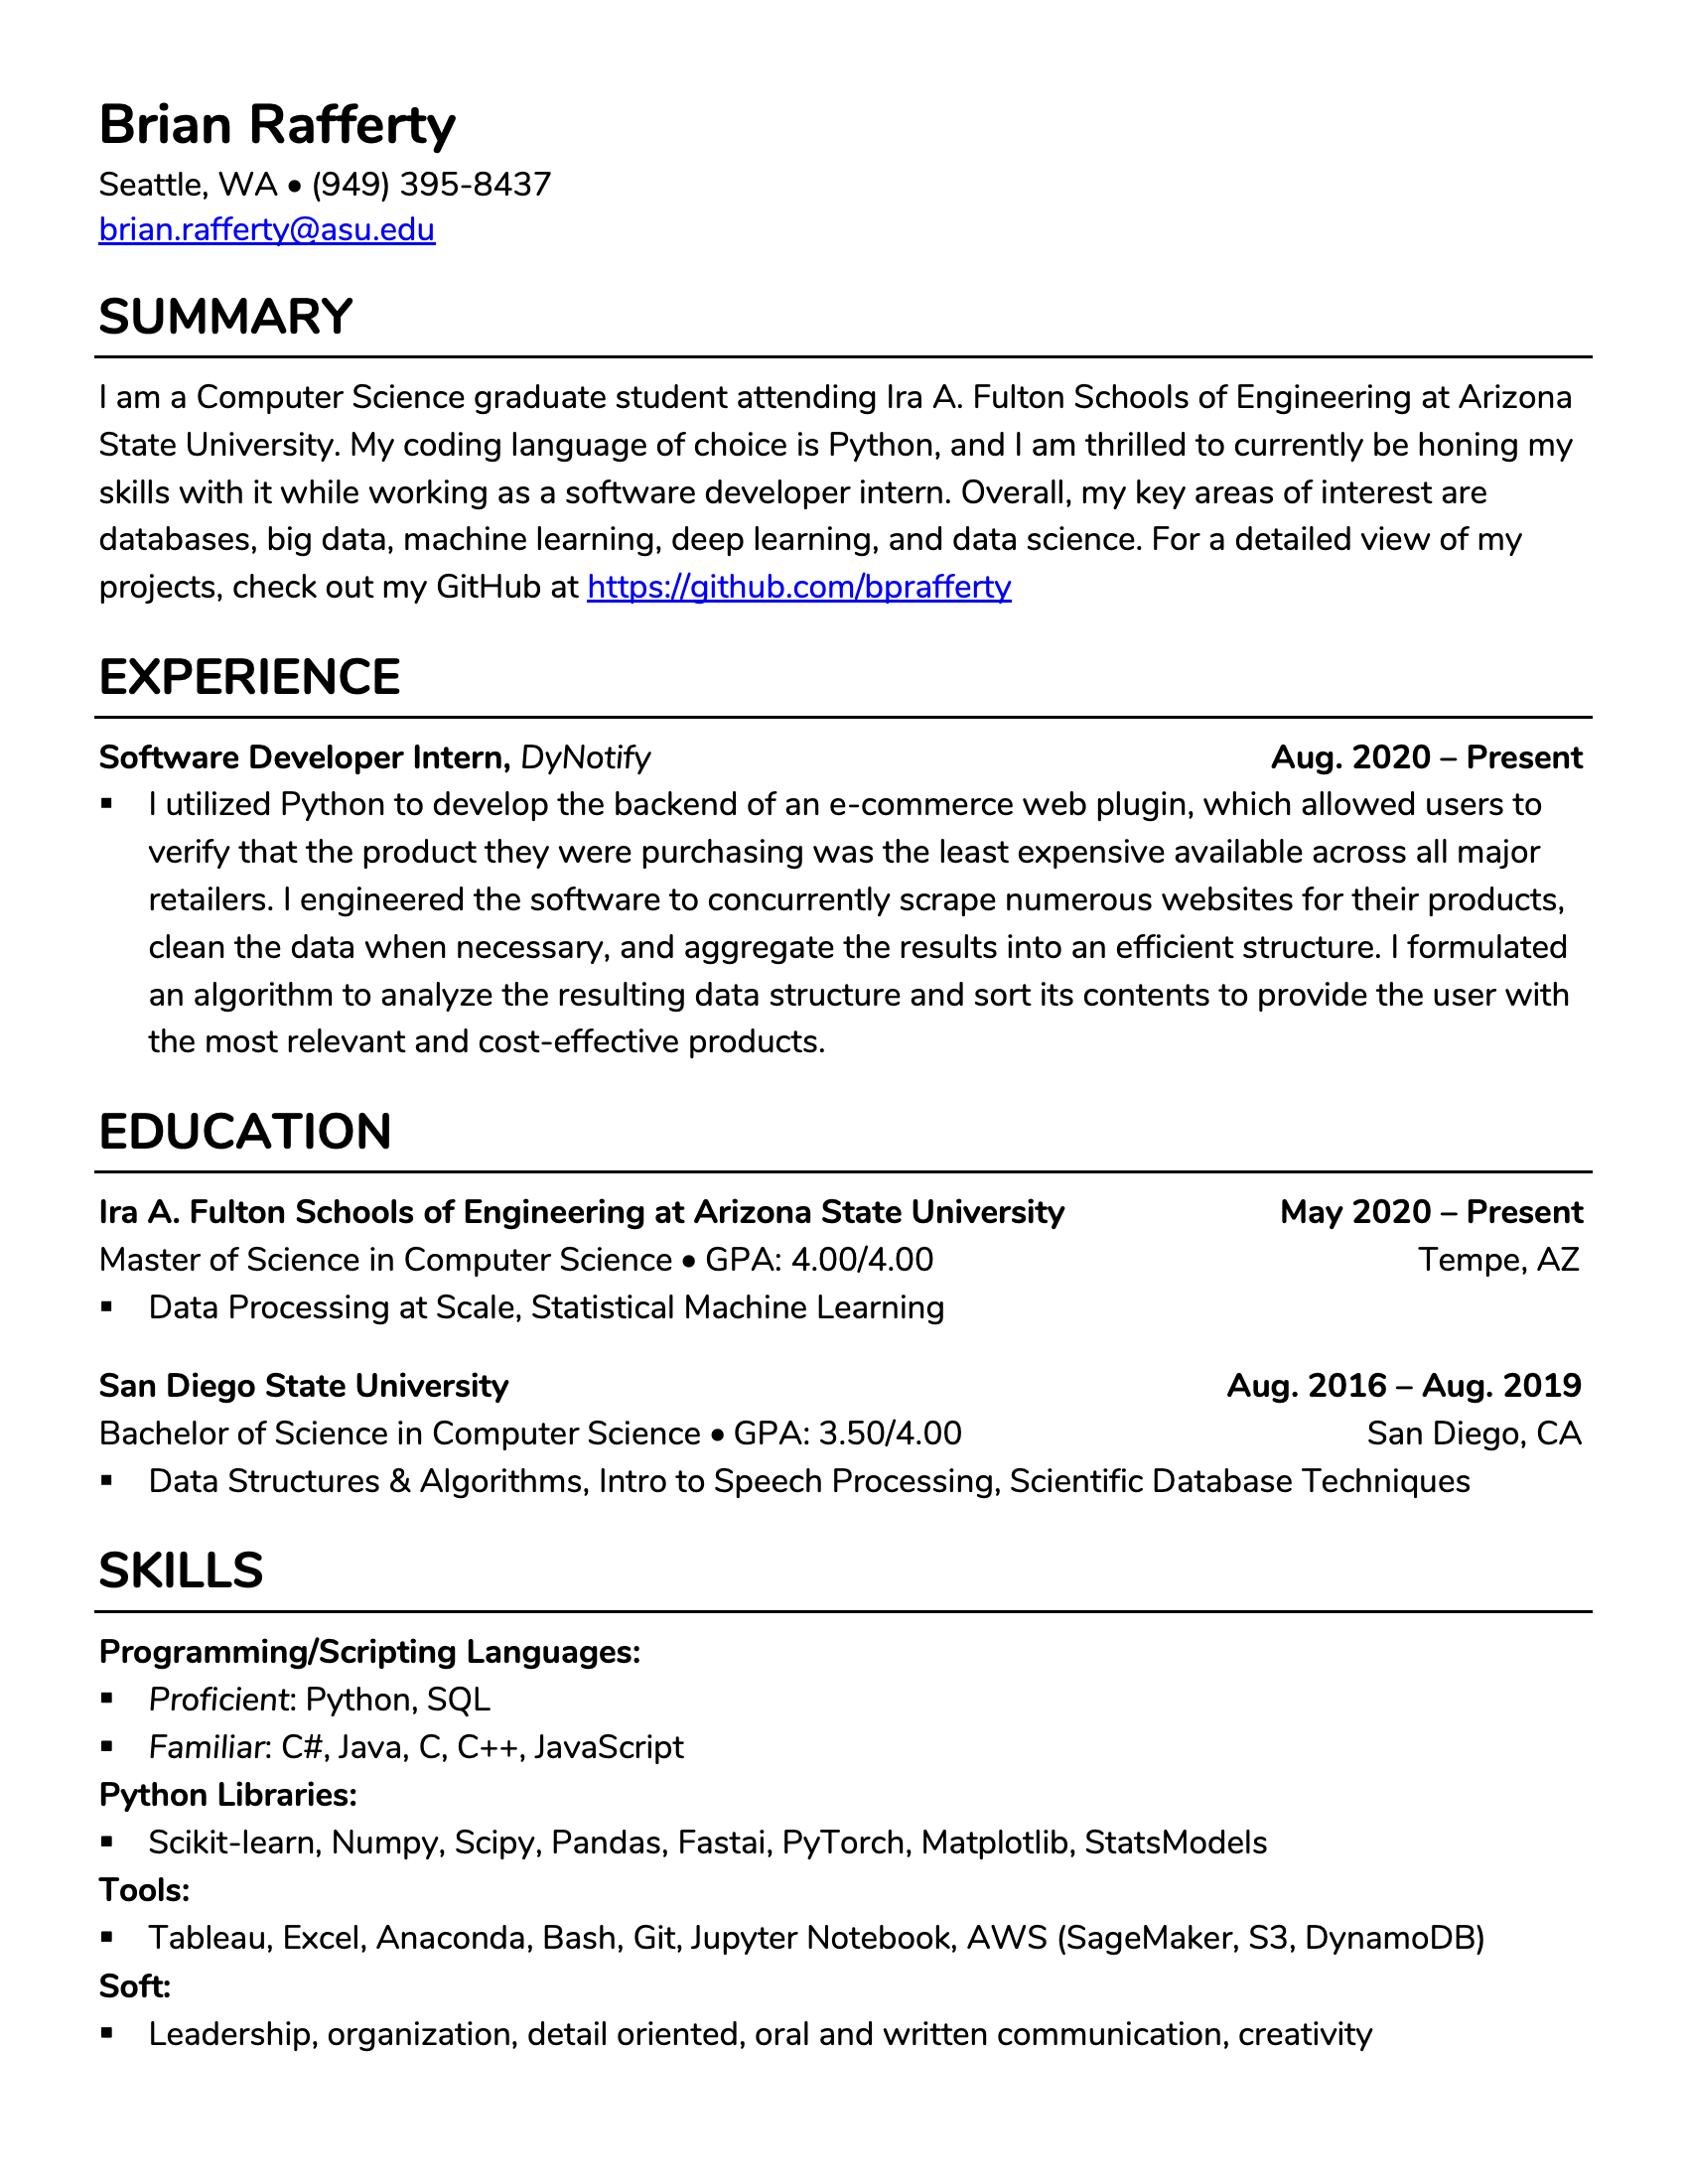 Brian Rafferty
Seattle, WA • (949) 395-8437
brian.rafferty@asu.edu
SUMMARY
I am a Computer Science graduate student attending Ira A. Fulton Schools of Engineering at Arizona
State University. My coding language of choice is Python, and I am thrilled to currently be honing my
skills with it while working as a software developer intern. Overall, my key areas of interest are
databases, big data, machine learning, deep learning, and data science. For a detailed view of my
projects, check out my GitHub at https://github.com/bprafferty
EXPERIENCE
Software Developer Intern, DyNotify Aug. 2020 – Present
▪ I utilized Python to develop the backend of an e-commerce web plugin, which allowed users to
verify that the product they were purchasing was the least expensive available across all major
retailers. I engineered the software to concurrently scrape numerous websites for their products,
clean the data when necessary, and aggregate the results into an efficient structure. I formulated
an algorithm to analyze the resulting data structure and sort its contents to provide the user with
the most relevant and cost-effective products.
EDUCATION
Ira A. Fulton Schools of Engineering at Arizona State University May 2020 – Present
Master of Science in Computer Science • GPA: 4.00/4.00 Tempe, AZ
▪ Data Processing at Scale, Statistical Machine Learning
San Diego State University Aug. 2016 – Aug. 2019
Bachelor of Science in Computer Science • GPA: 3.50/4.00 San Diego, CA
▪ Data Structures & Algorithms, Intro to Speech Processing, Scientific Database Techniques
SKILLS
Programming/Scripting Languages:
▪ Proficient: Python, SQL
▪ Familiar: C#, Java, C, C++, JavaScript
Python Libraries:
▪ Scikit-learn, Numpy, Scipy, Pandas, Fastai, PyTorch, Matplotlib, StatsModels
Tools:
▪ Tableau, Excel, Anaconda, Bash, Git, Jupyter Notebook, AWS (SageMaker, S3, DynamoDB)
Soft:
▪ Leadership, organization, detail oriented, oral and written communication, creativity